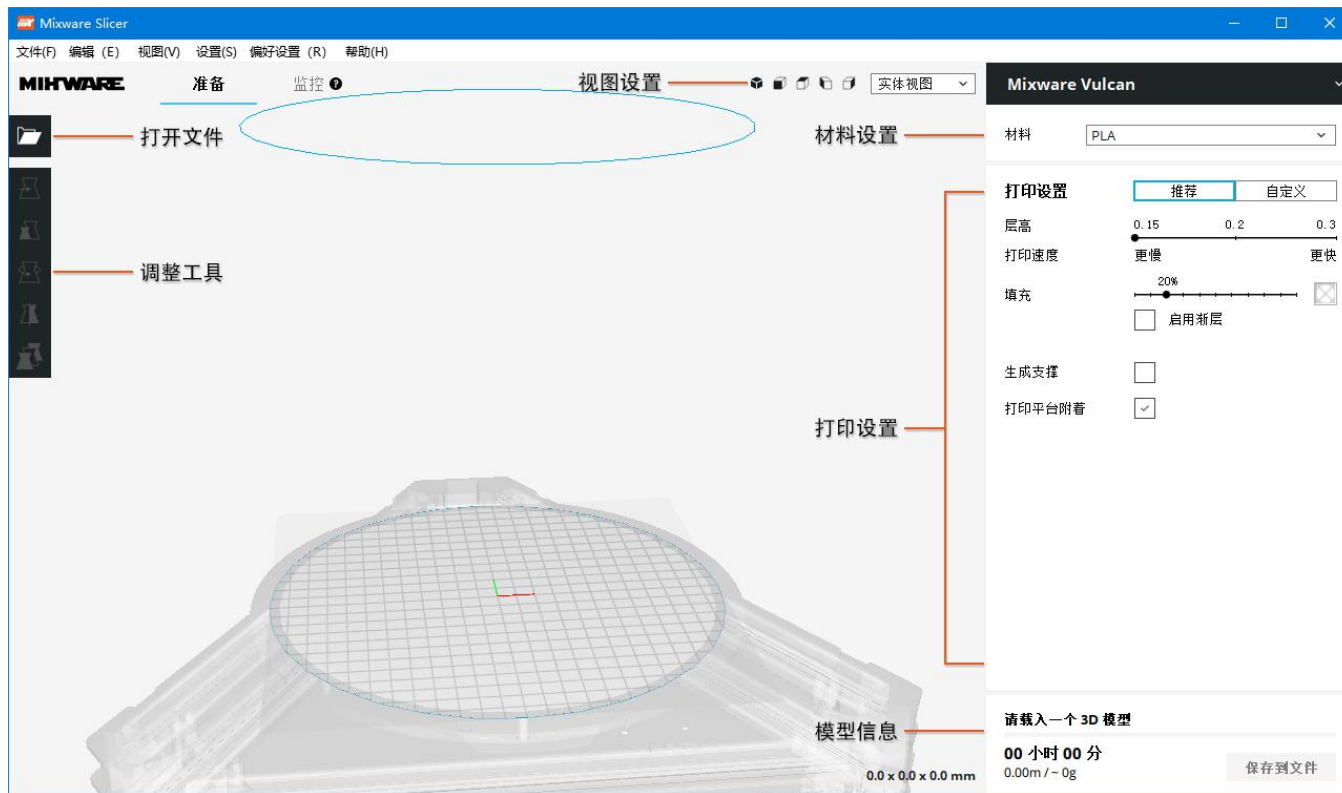 Mixware Slicer
文件(F) 编辑 (E) 视图(V) 设置(S) 偏好设置 (R) 帮助(H)
MIXWARE 准备 监控 ? 视图设置 实体视图 Mixware Vulcan
打开文件 材料设置 材料 PLA
打印设置 推荐 自定义
层高 0.15 0.2 0.3
打印速度 更慢 更快
调整工具
20%
填充
启用渐层
生成支撑
打印平台附着
打印设置
请载入一个 3D 模型
模型信息
00 小时 00 分
0.00m / ~ 0g
保存到文件
0.0 x 0.0 x 0.0 mm